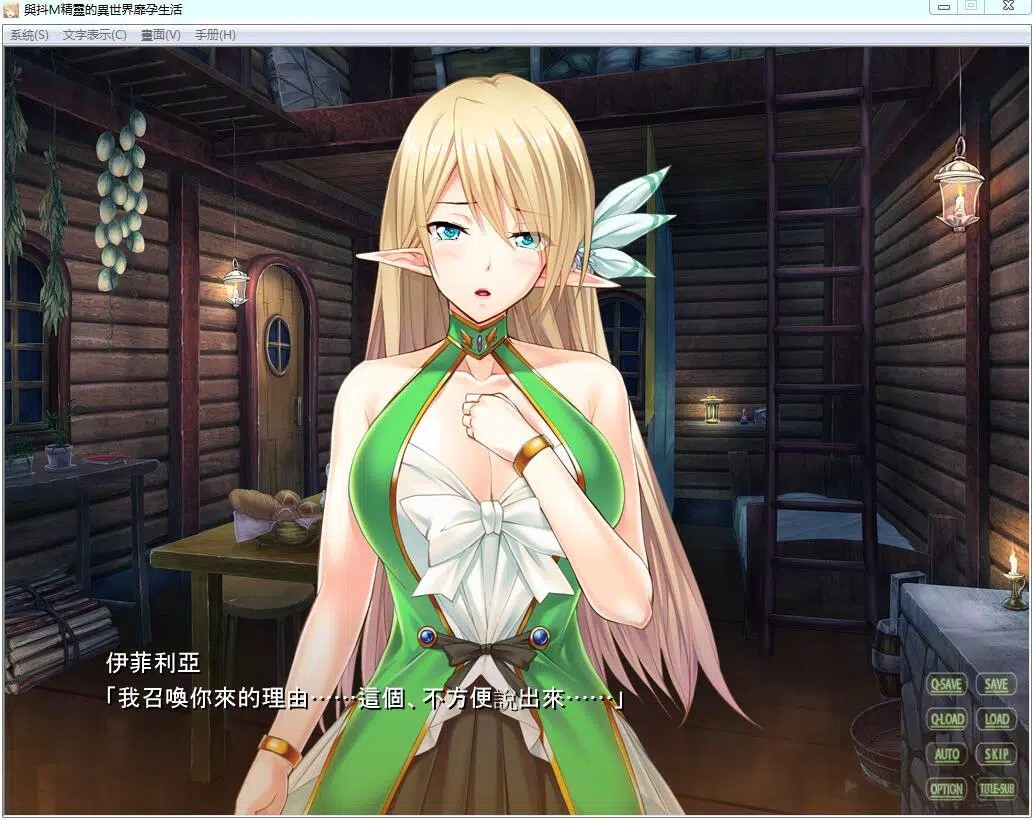 與抖M精靈的異世界靡孕生活
系統(S) 文字表示(C) 畫面(V) 手册(H)
伊菲利亞
「我召喚你來的理由……這個、不方便説出來……」
Q-SAVE SAVE
Q-LOAD LOAD
AUTO SKIP
OPTION TITLE-SUB